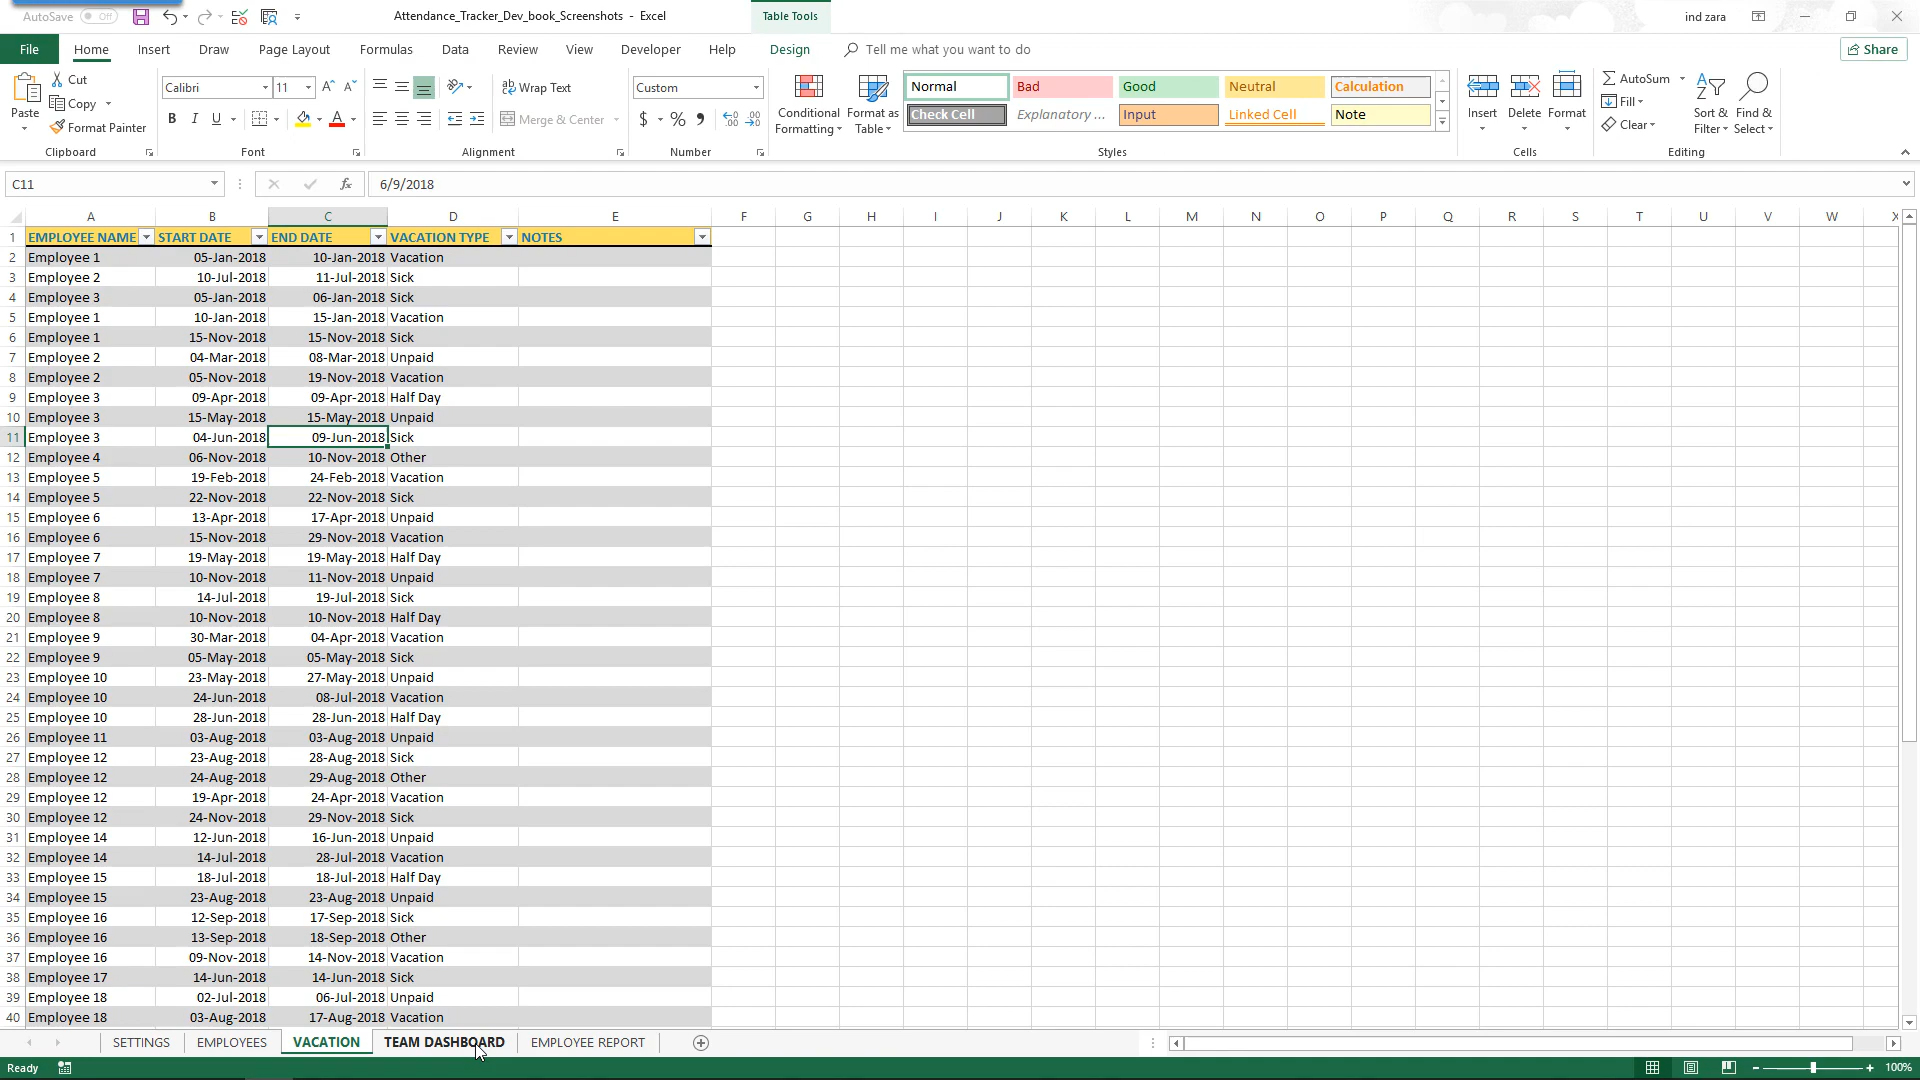 AutoSave Off
Attendance_Tracker_Dev_book_Screenshots - Excel
Table Tools
ind zara
File Home Insert Draw Page Layout Formulas Data Review View Developer Help Design Tell me what you want to do Share
Paste
Cut
Copy
Format Painter
Clipboard
Calibri 11
B I U
Font
Wrap Text
Merge & Center
Alignment
Custom
$ % ,
Number
Conditional Formatting
Format as Table
Normal Bad Good Neutral Calculation
Check Cell Explanatory ... Input Linked Cell Note
Styles
Insert Delete Format
Cells
AutoSum
Fill
Clear
Sort & Filter
Find & Select
Editing
C11 fx 6/9/2018
A B C D E F G H I J K L M N O P Q R S T U V W X
1 EMPLOYEE NAME START DATE END DATE VACATION TYPE NOTES
2 Employee 1 05-Jan-2018 10-Jan-2018 Vacation
3 Employee 2 10-Jul-2018 11-Jul-2018 Sick
4 Employee 3 05-Jan-2018 06-Jan-2018 Sick
5 Employee 1 10-Jan-2018 15-Jan-2018 Vacation
6 Employee 1 15-Nov-2018 15-Nov-2018 Sick
7 Employee 2 04-Mar-2018 08-Mar-2018 Unpaid
8 Employee 2 05-Nov-2018 19-Nov-2018 Vacation
9 Employee 3 09-Apr-2018 09-Apr-2018 Half Day
10 Employee 3 15-May-2018 15-May-2018 Unpaid
11 Employee 3 04-Jun-2018 09-Jun-2018 Sick
12 Employee 4 06-Nov-2018 10-Nov-2018 Other
13 Employee 5 19-Feb-2018 24-Feb-2018 Vacation
14 Employee 5 22-Nov-2018 22-Nov-2018 Sick
15 Employee 6 13-Apr-2018 17-Apr-2018 Unpaid
16 Employee 6 15-Nov-2018 29-Nov-2018 Vacation
17 Employee 7 19-May-2018 19-May-2018 Half Day
18 Employee 7 10-Nov-2018 11-Nov-2018 Unpaid
19 Employee 8 14-Jul-2018 19-Jul-2018 Sick
20 Employee 8 10-Nov-2018 10-Nov-2018 Half Day
21 Employee 9 30-Mar-2018 04-Apr-2018 Vacation
22 Employee 9 05-May-2018 05-May-2018 Sick
23 Employee 10 23-May-2018 27-May-2018 Unpaid
24 Employee 10 24-Jun-2018 08-Jul-2018 Vacation
25 Employee 10 28-Jun-2018 28-Jun-2018 Half Day
26 Employee 11 03-Aug-2018 03-Aug-2018 Unpaid
27 Employee 12 23-Aug-2018 28-Aug-2018 Sick
28 Employee 12 24-Aug-2018 29-Aug-2018 Other
29 Employee 12 19-Apr-2018 24-Apr-2018 Vacation
30 Employee 12 24-Nov-2018 29-Nov-2018 Sick
31 Employee 14 12-Jun-2018 16-Jun-2018 Unpaid
32 Employee 14 14-Jul-2018 28-Jul-2018 Vacation
33 Employee 15 18-Jul-2018 18-Jul-2018 Half Day
34 Employee 15 23-Aug-2018 23-Aug-2018 Unpaid
35 Employee 16 12-Sep-2018 17-Sep-2018 Sick
36 Employee 16 13-Sep-2018 18-Sep-2018 Other
37 Employee 16 09-Nov-2018 14-Nov-2018 Vacation
38 Employee 17 14-Jun-2018 14-Jun-2018 Sick
39 Employee 18 02-Jul-2018 06-Jul-2018 Unpaid
40 Employee 18 03-Aug-2018 17-Aug-2018 Vacation
SETTINGS EMPLOYEES VACATION TEAM DASHBOARD EMPLOYEE REPORT
Ready 100%